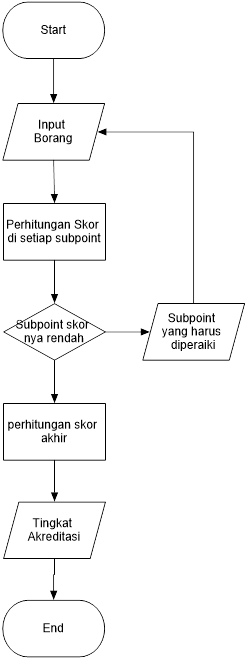 Start
Input
Borang
Perhitungan Skor
di setiap subpoint
Subpoint skor
nya rendah
Subpoint
yang harus
diperaiki
perhitungan skor
akhir
Tingkat
Akreditasi
End